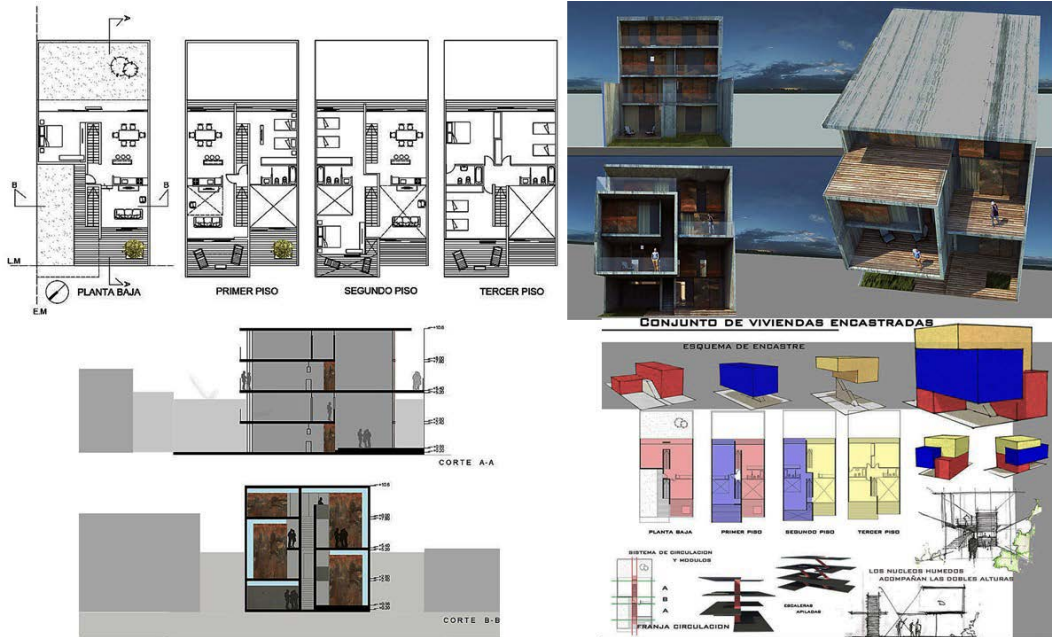 A
B
B
L.M
A
PLANTA BAJA
PRIMER PISO
SEGUNDO PISO
TERCER PISO
E.M
CORTE A-A
CORTE B-B
CONJUNTO DE VIVIENDAS ENCASTRADAS
ESQUEMA DE ENCASTRE
PLANTA BAJA
PRIMER PISO
SEGUNDO PISO
TERCER PISO
SISTEMA DE CIRCULACION
Y MODULOS
A
B
A
FRANJA CIRCULACION
ESCALERAS
APILADAS
LOS NUCLEOS HUMEDOS
ACOMPAÑAN LAS DOBLES ALTURAS